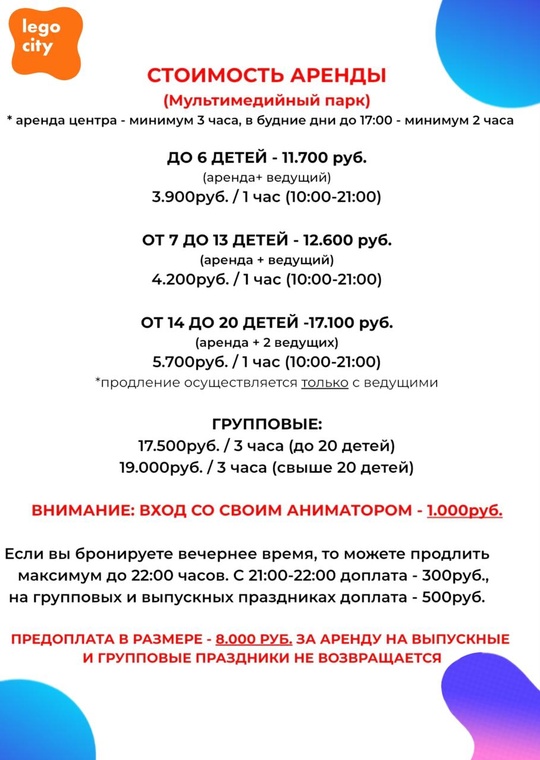 lego
city
СТОИМОСТЬ АРЕНДЫ
(Мультимедийный парк)
* аренда центра - минимум 3 часа, в будние дни до 17:00 - минимум 2 часа
ДО 6 ДЕТЕЙ - 11.700 руб.
(аренда+ ведущий)
3.900руб. / 1 час (10:00-21:00)
ОТ 7 ДО 13 ДЕТЕЙ - 12.600 руб.
(аренда + ведущий)
4.200руб. / 1 час (10:00-21:00)
ОТ 14 ДО 20 ДЕТЕЙ -17.100 руб.
(аренда + 2 ведущих)
5.700руб. / 1 час (10:00-21:00)
*продление осуществляется только с ведущими
ГРУППОВЫЕ:
17.500руб. / 3 часа (до 20 детей)
19.000руб. / 3 часа (свыше 20 детей)
ВНИМАНИЕ: ВХОД СО СВОИМ АНИМАТОРОМ - 1.000руб.
Если вы бронируете вечернее время, то можете продлить
максимум до 22:00 часов. С 21:00-22:00 доплата - 300руб.,
на групповых и выпускных праздниках доплата - 500руб.
ПРЕДОПЛАТА В РАЗМЕРЕ - 8.000 РУБ. ЗА АРЕНДУ НА ВЫПУСКНЫЕ
И ГРУППОВЫЕ ПРАЗДНИКИ НЕ ВОЗВРАЩАЕТСЯ